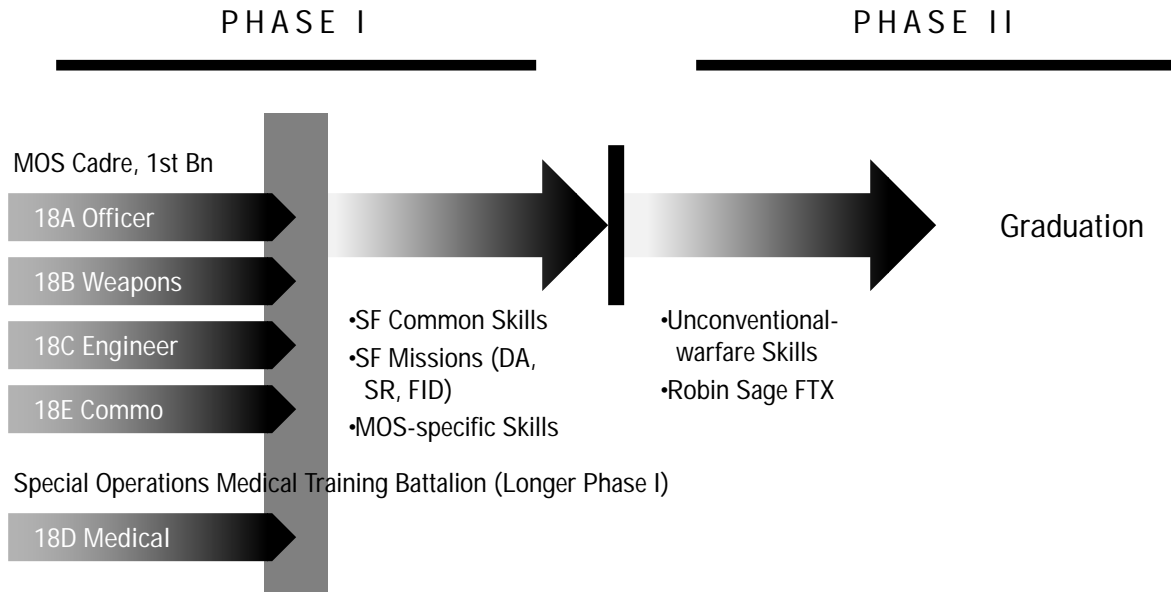 PHASE I
PHASE II
MOS Cadre, 1st Bn
18A Officer
18B Weapons
18C Engineer
18E Commo
•SF Common Skills
•SF Missions (DA,
SR, FID)
•MOS-specific Skills
•Unconventional-
warfare Skills
•Robin Sage FTX
Graduation
Special Operations Medical Training Battalion (Longer Phase I)
18D Medical